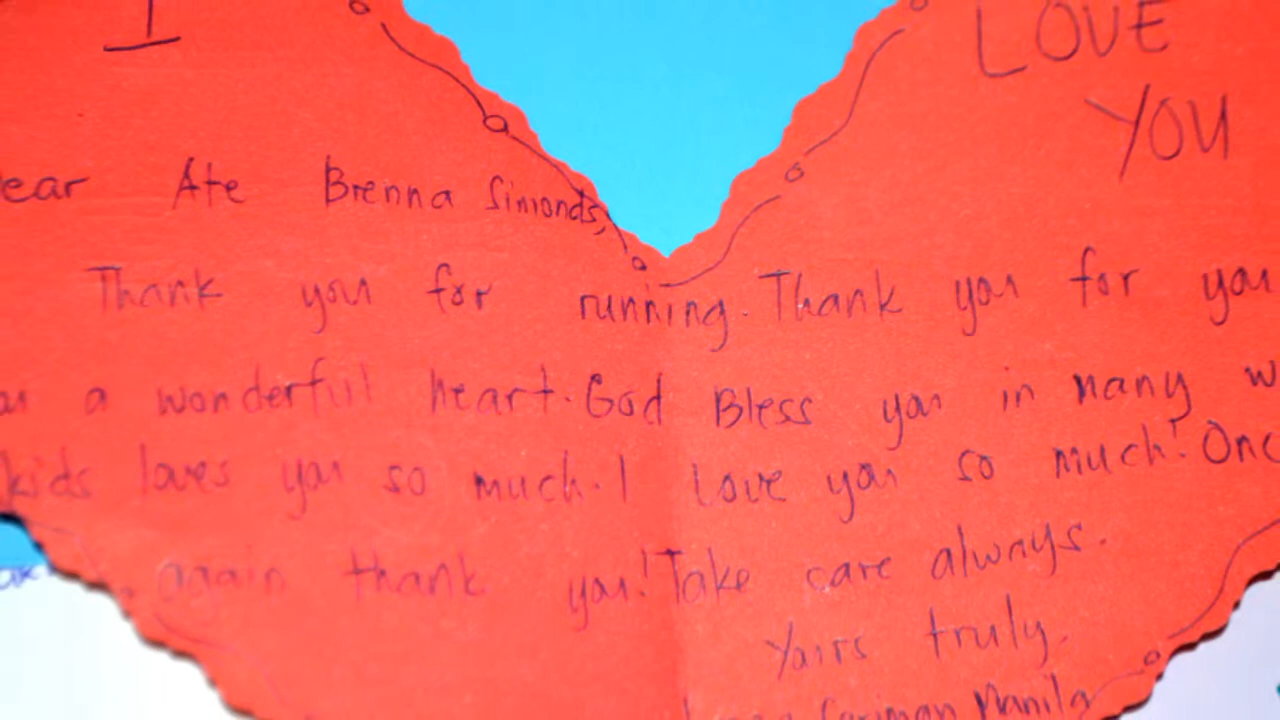 I LOVE
YOU
ear Ate Brenna Simonds,
Thank you for running. Thank you for you
a wonderful heart. God Bless you in many w
kids loves you so much. I Love you so much! Onc
again thank you! Take care always.
Yours truly,
Manila